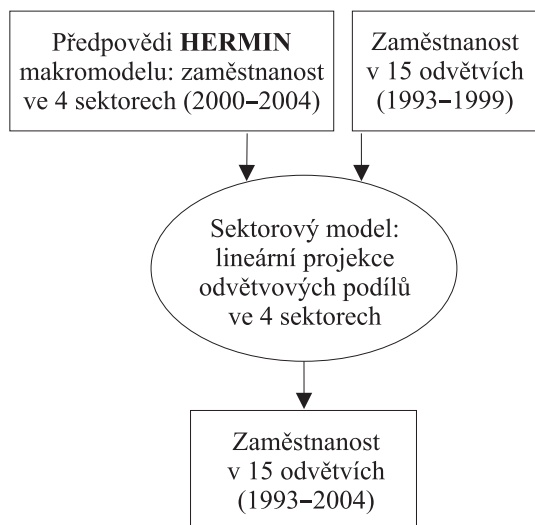 Předpovědi HERMIN
makromodelu: zaměstnanost
ve 4 sektorech (2000–2004)
Zaměstnanost
v 15 odvětvích
(1993–1999)
Sektorový model:
lineární projekce
odvětvových podílů
ve 4 sektorech
Zaměstnanost
v 15 odvětvích
(1993–2004)